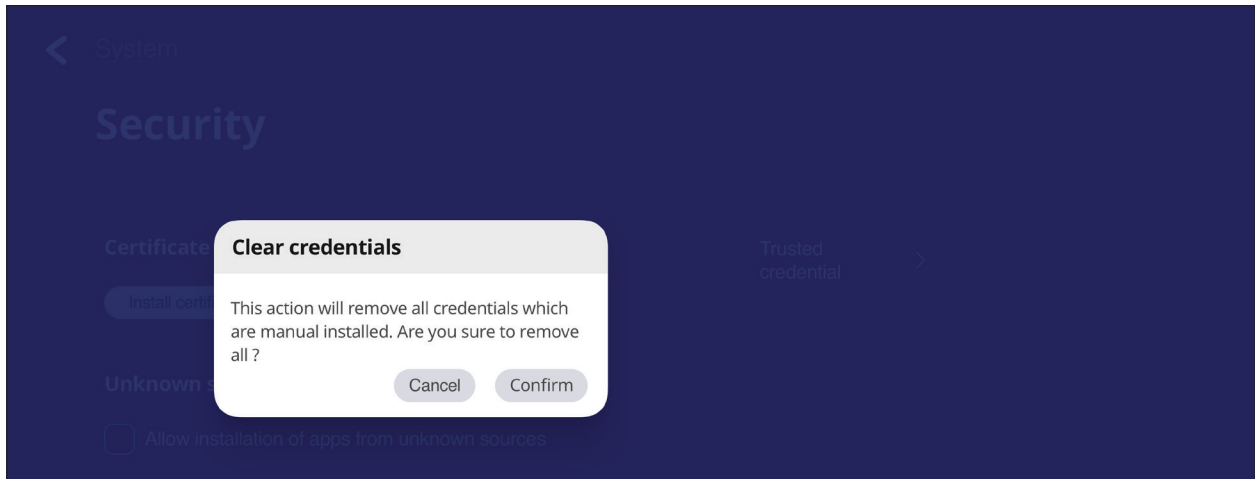 System
Security
Certificate
Trusted
credential
Install certif
Clear credentials
This action will remove all credentials which
are manual installed. Are you sure to remove
all ?
Cancel Confirm
Unknown s
Allow installation of apps from unknown sources